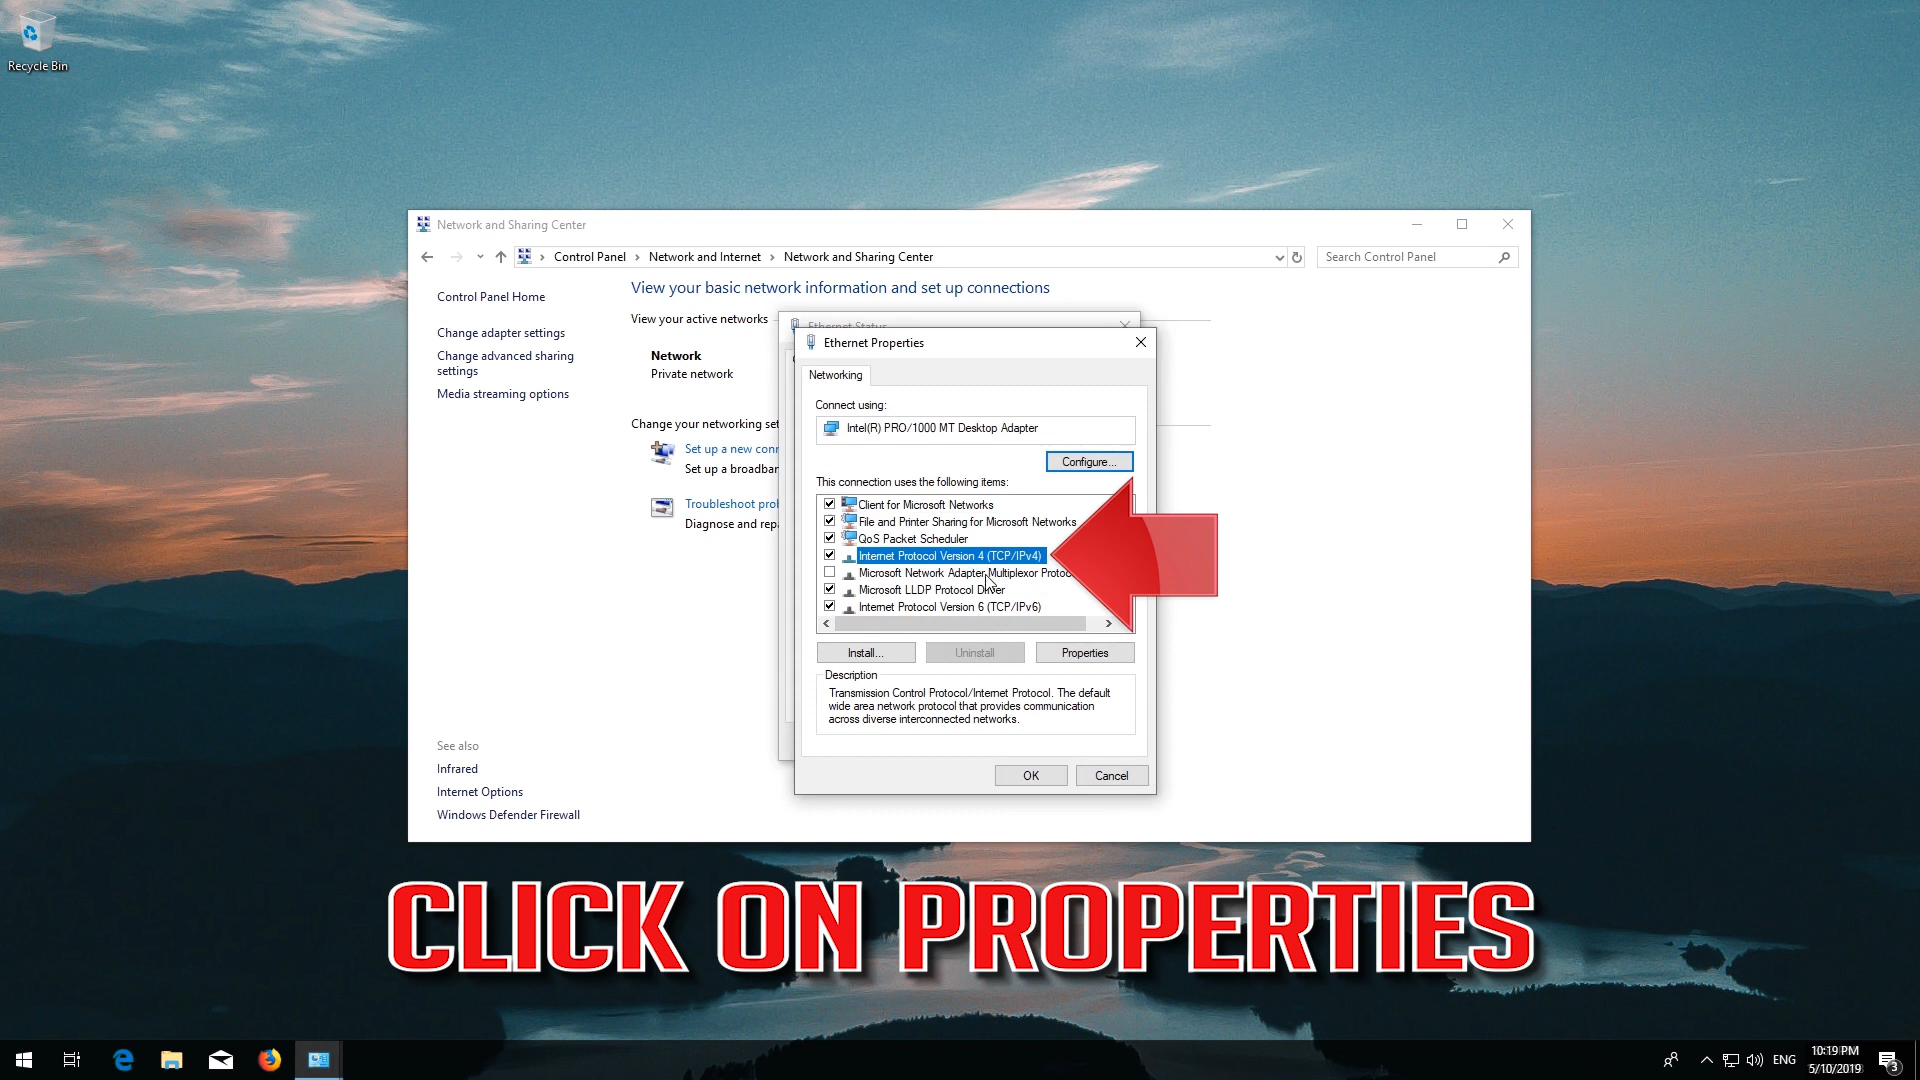 Recycle Bin
Network and Sharing Center
Control Panel
Network and Internet
Network and Sharing Center
Search Control Panel
Control Panel Home
Change adapter settings
Change advanced sharing
settings
Media streaming options
See also
Infrared
Internet Options
Windows Defender Firewall
View your basic network information and set up connections
View your active networks
Network
Private network
Change your networking set
Set up a new conn
Set up a broadban
Troubleshoot prob
Diagnose and repa
Ethernet Status
Ethernet Properties
Networking
Connect using:
Intel(R) PRO/1000 MT Desktop Adapter
Configure...
This connection uses the following items:
Client for Microsoft Networks
File and Printer Sharing for Microsoft Networks
QoS Packet Scheduler
Internet Protocol Version 4 (TCP/IPv4)
Microsoft Network Adapter Multiplexor Protoc
Microsoft LLDP Protocol Driver
Internet Protocol Version 6 (TCP/IPv6)
Install...
Uninstall
Properties
Description
Transmission Control Protocol/Internet Protocol. The default
wide area network protocol that provides communication
across diverse interconnected networks.
OK
Cancel
CLICK ON PROPERTIES
ENG
10:19 PM
5/10/2019
3